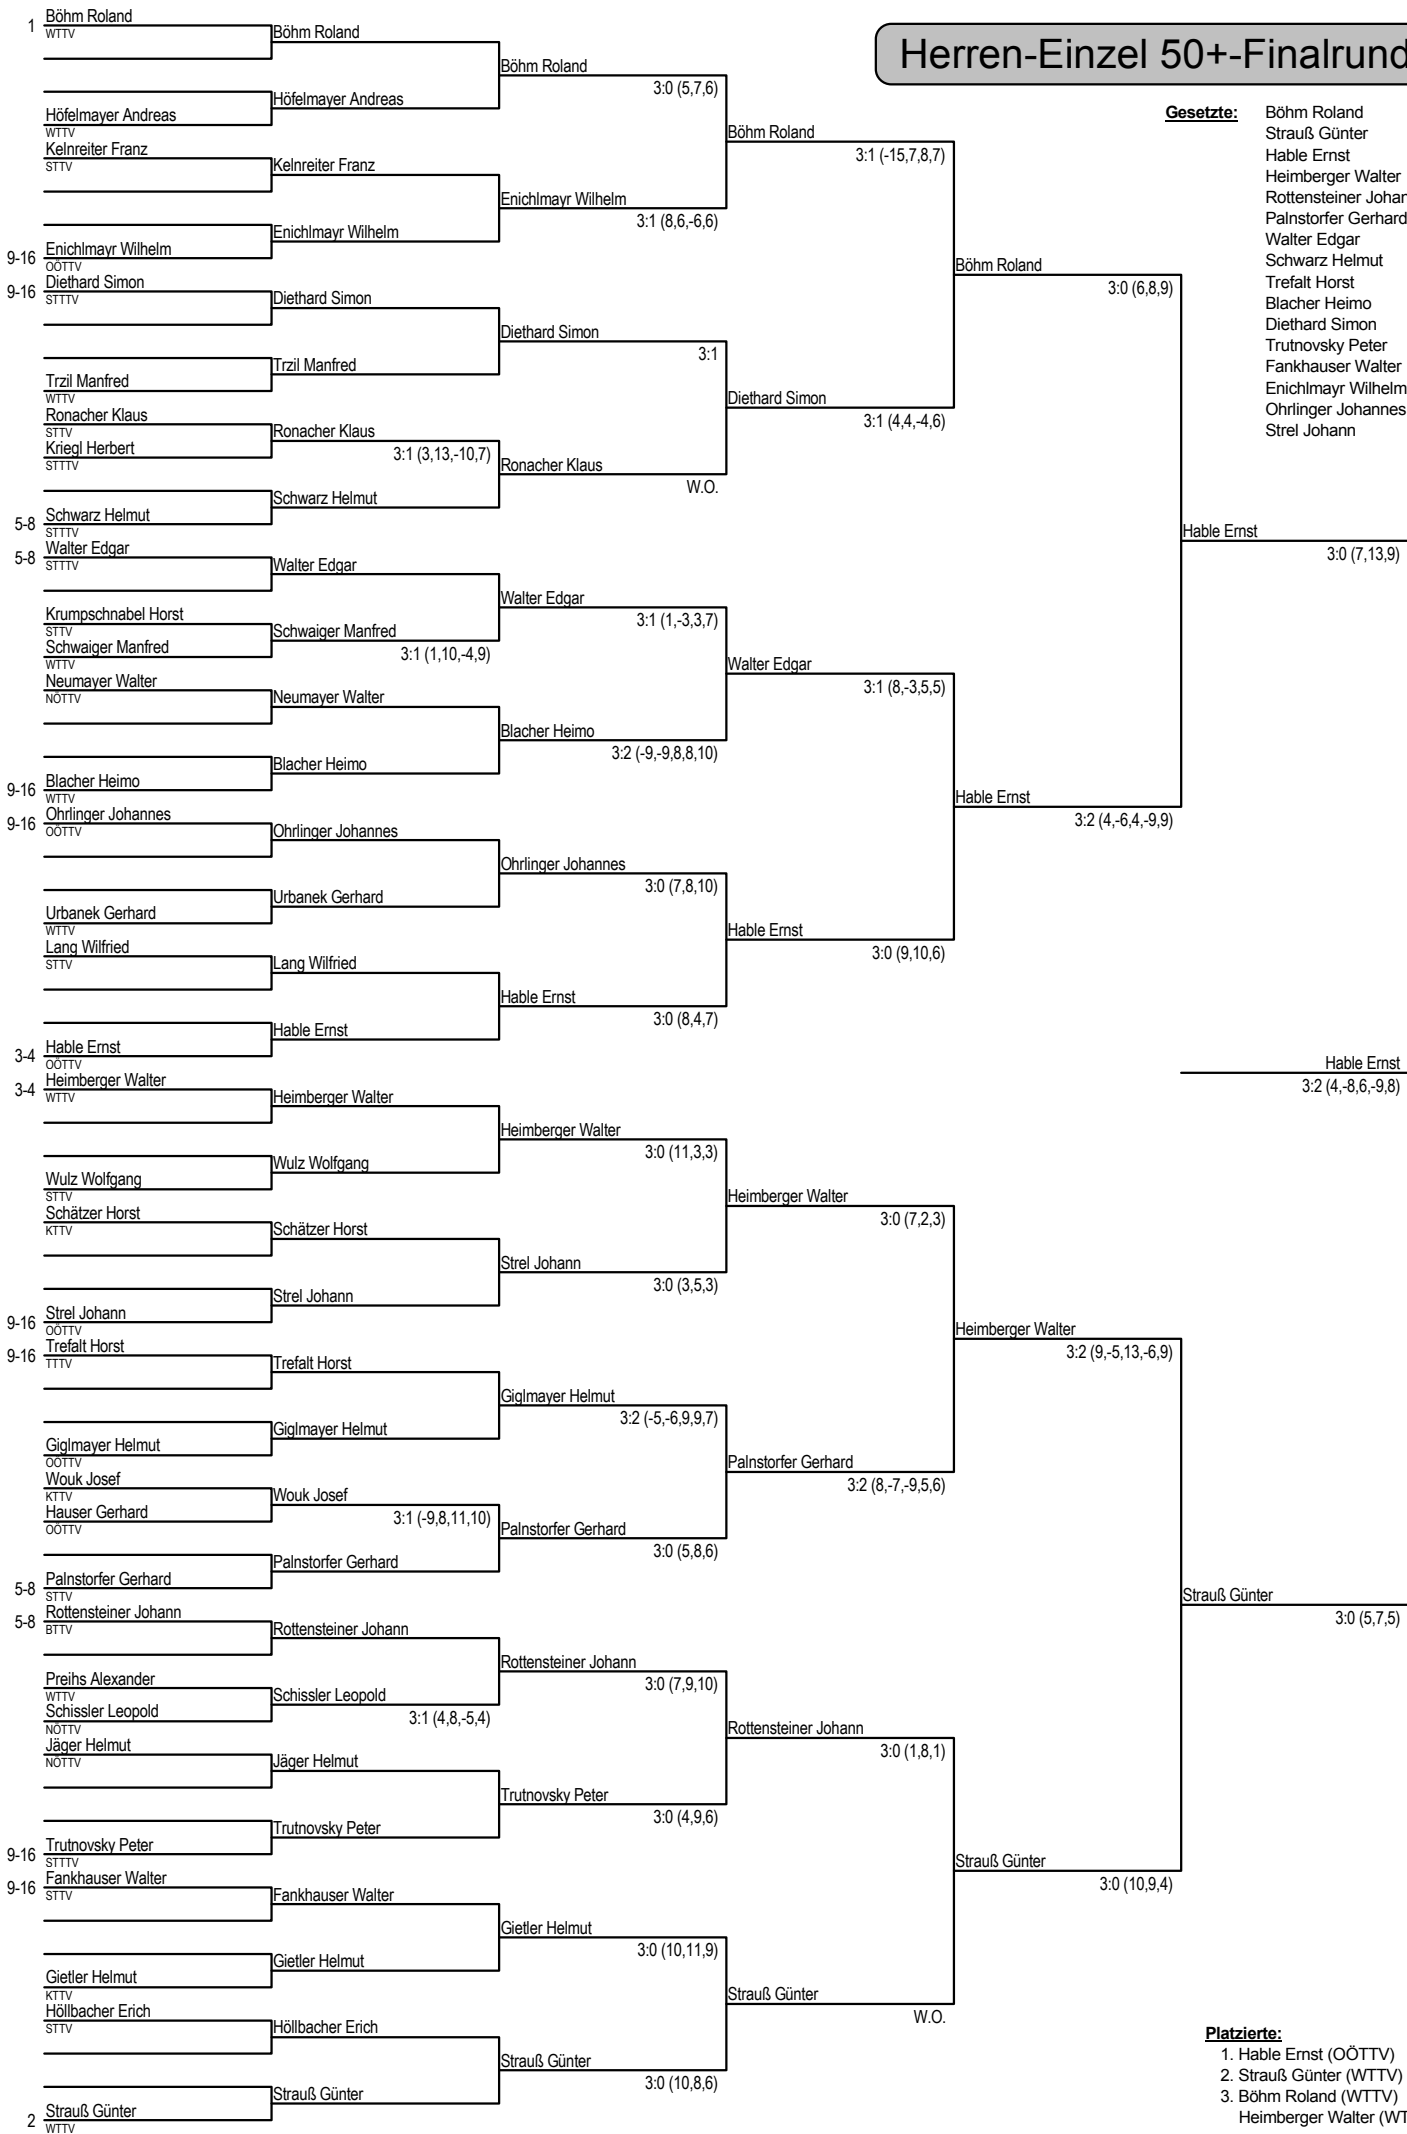 Herren-Einzel 50+-Finalrund
Gesetzte:
Böhm Roland
Strauß Günter
Hable Ernst
Heimberger Walter
Rottensteiner Johan
Palnstorfer Gerhard
Walter Edgar
Schwarz Helmut
Trefalt Horst
Blacher Heimo
Diethard Simon
Trutnovsky Peter
Fankhauser Walter
Enichlmayr Wilhelm
Ohrlinger Johannes
Strel Johann
1 Böhm Roland
WTTV
Höfelmayer Andreas
WTTV
Kelnreiter Franz
STTV
9-16 Enichlmayr Wilhelm
OÖTTV
9-16 Diethard Simon
STTTV
Trzil Manfred
WTTV
Ronacher Klaus
STTV
Kriegl Herbert
STTTV
5-8 Schwarz Helmut
STTTV
5-8 Walter Edgar
STTTV
Krumpschnabel Horst
STTV
Schwaiger Manfred
WTTV
Neumayer Walter
NÖTTV
9-16 Blacher Heimo
WTTV
9-16 Ohrlinger Johannes
OÖTTV
Urbanek Gerhard
WTTV
Lang Wilfried
STTV
3-4 Hable Ernst
OÖTTV
3-4 Heimberger Walter
WTTV
Wulz Wolfgang
STTV
Schätzer Horst
KTTV
9-16 Strel Johann
OÖTTV
9-16 Trefalt Horst
TTTV
Giglmayer Helmut
OÖTTV
Wouk Josef
KTTV
Hauser Gerhard
OÖTTV
5-8 Palnstorfer Gerhard
STTV
5-8 Rottensteiner Johann
BTTV
Preihs Alexander
WTTV
Schissler Leopold
NÖTTV
Jäger Helmut
NÖTTV
9-16 Trutnovsky Peter
STTTV
9-16 Fankhauser Walter
STTV
Gietler Helmut
KTTV
Höllbacher Erich
STTV
2 Strauß Günter
WTTV
Böhm Roland
Höfelmayer Andreas
Kelnreiter Franz
Enichlmayr Wilhelm
Diethard Simon
Trzil Manfred
Ronacher Klaus
3:1 (3,13,-10,7)
Schwarz Helmut
Walter Edgar
Schwaiger Manfred
3:1 (1,10,-4,9)
Neumayer Walter
Blacher Heimo
Ohrlinger Johannes
Urbanek Gerhard
Lang Wilfried
Hable Ernst
Heimberger Walter
Wulz Wolfgang
Schätzer Horst
Strel Johann
Trefalt Horst
Giglmayer Helmut
Wouk Josef
3:1 (-9,8,11,10)
Palnstorfer Gerhard
Rottensteiner Johann
Schissler Leopold
3:1 (4,8,-5,4)
Jäger Helmut
Trutnovsky Peter
Fankhauser Walter
Gietler Helmut
Höllbacher Erich
Strauß Günter
Böhm Roland
3:0 (5,7,6)
Enichlmayr Wilhelm
3:1 (8,6,-6,6)
Diethard Simon
3:1
Ronacher Klaus
W.O.
Walter Edgar
3:1 (1,-3,3,7)
Blacher Heimo
3:2 (-9,-9,8,8,10)
Ohrlinger Johannes
3:0 (7,8,10)
Hable Ernst
3:0 (8,4,7)
Heimberger Walter
3:0 (11,3,3)
Strel Johann
3:0 (3,5,3)
Giglmayer Helmut
3:2 (-5,-6,9,9,7)
Palnstorfer Gerhard
3:0 (5,8,6)
Rottensteiner Johann
3:0 (7,9,10)
Trutnovsky Peter
3:0 (4,9,6)
Gietler Helmut
3:0 (10,11,9)
Strauß Günter
3:0 (10,8,6)
Böhm Roland
3:1 (-15,7,8,7)
Diethard Simon
3:1 (4,4,-4,6)
Walter Edgar
3:1 (8,-3,5,5)
Hable Ernst
3:0 (9,10,6)
Heimberger Walter
3:0 (7,2,3)
Palnstorfer Gerhard
3:2 (8,-7,-9,5,6)
Rottensteiner Johann
3:0 (1,8,1)
Strauß Günter
W.O.
Böhm Roland
3:0 (6,8,9)
Hable Ernst
3:2 (4,-6,4,-9,9)
Heimberger Walter
3:2 (9,-5,13,-6,9)
Strauß Günter
3:0 (10,9,4)
Hable Ernst
3:0 (7,13,9)
Strauß Günter
3:0 (5,7,5)
Hable Ernst
3:2 (4,-8,6,-9,8)
Platzierte:
1. Hable Ernst (OÖTTV)
2. Strauß Günter (WTTV)
3. Böhm Roland (WTTV)
Heimberger Walter (WT